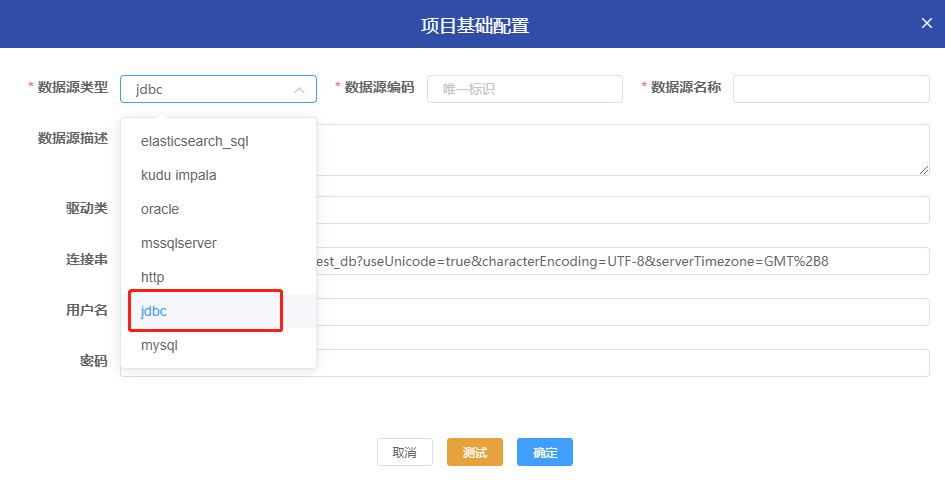 项目基础配置
* 数据源类型 jdbc * 数据源编码 唯一标识 * 数据源名称
数据源描述
elasticsearch_sql
kudu impala
驱动类
oracle
mssqlserver
连接串 est_db?useUnicode=true&characterEncoding=UTF-8&serverTimezone=GMT%2B8
http
用户名
jdbc
mysql
密码
取消 测试 确定